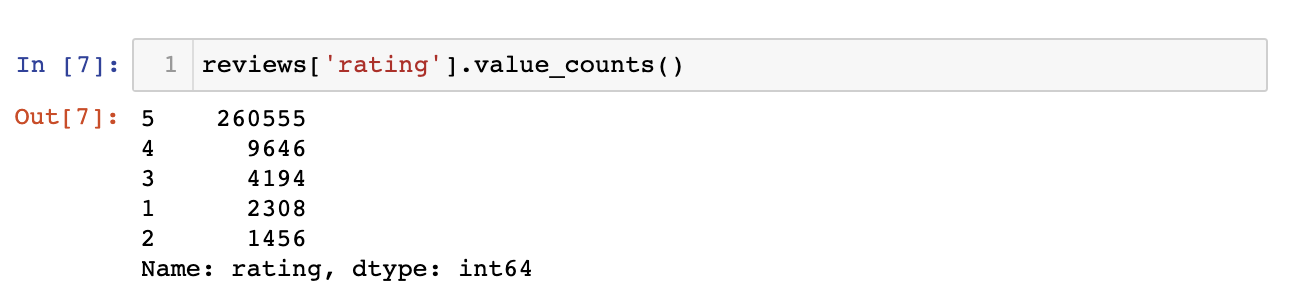 In [7]: 1 reviews['rating'].value_counts()
Out[7]: 5 260555
4 9646
3 4194
1 2308
2 1456
Name: rating, dtype: int64